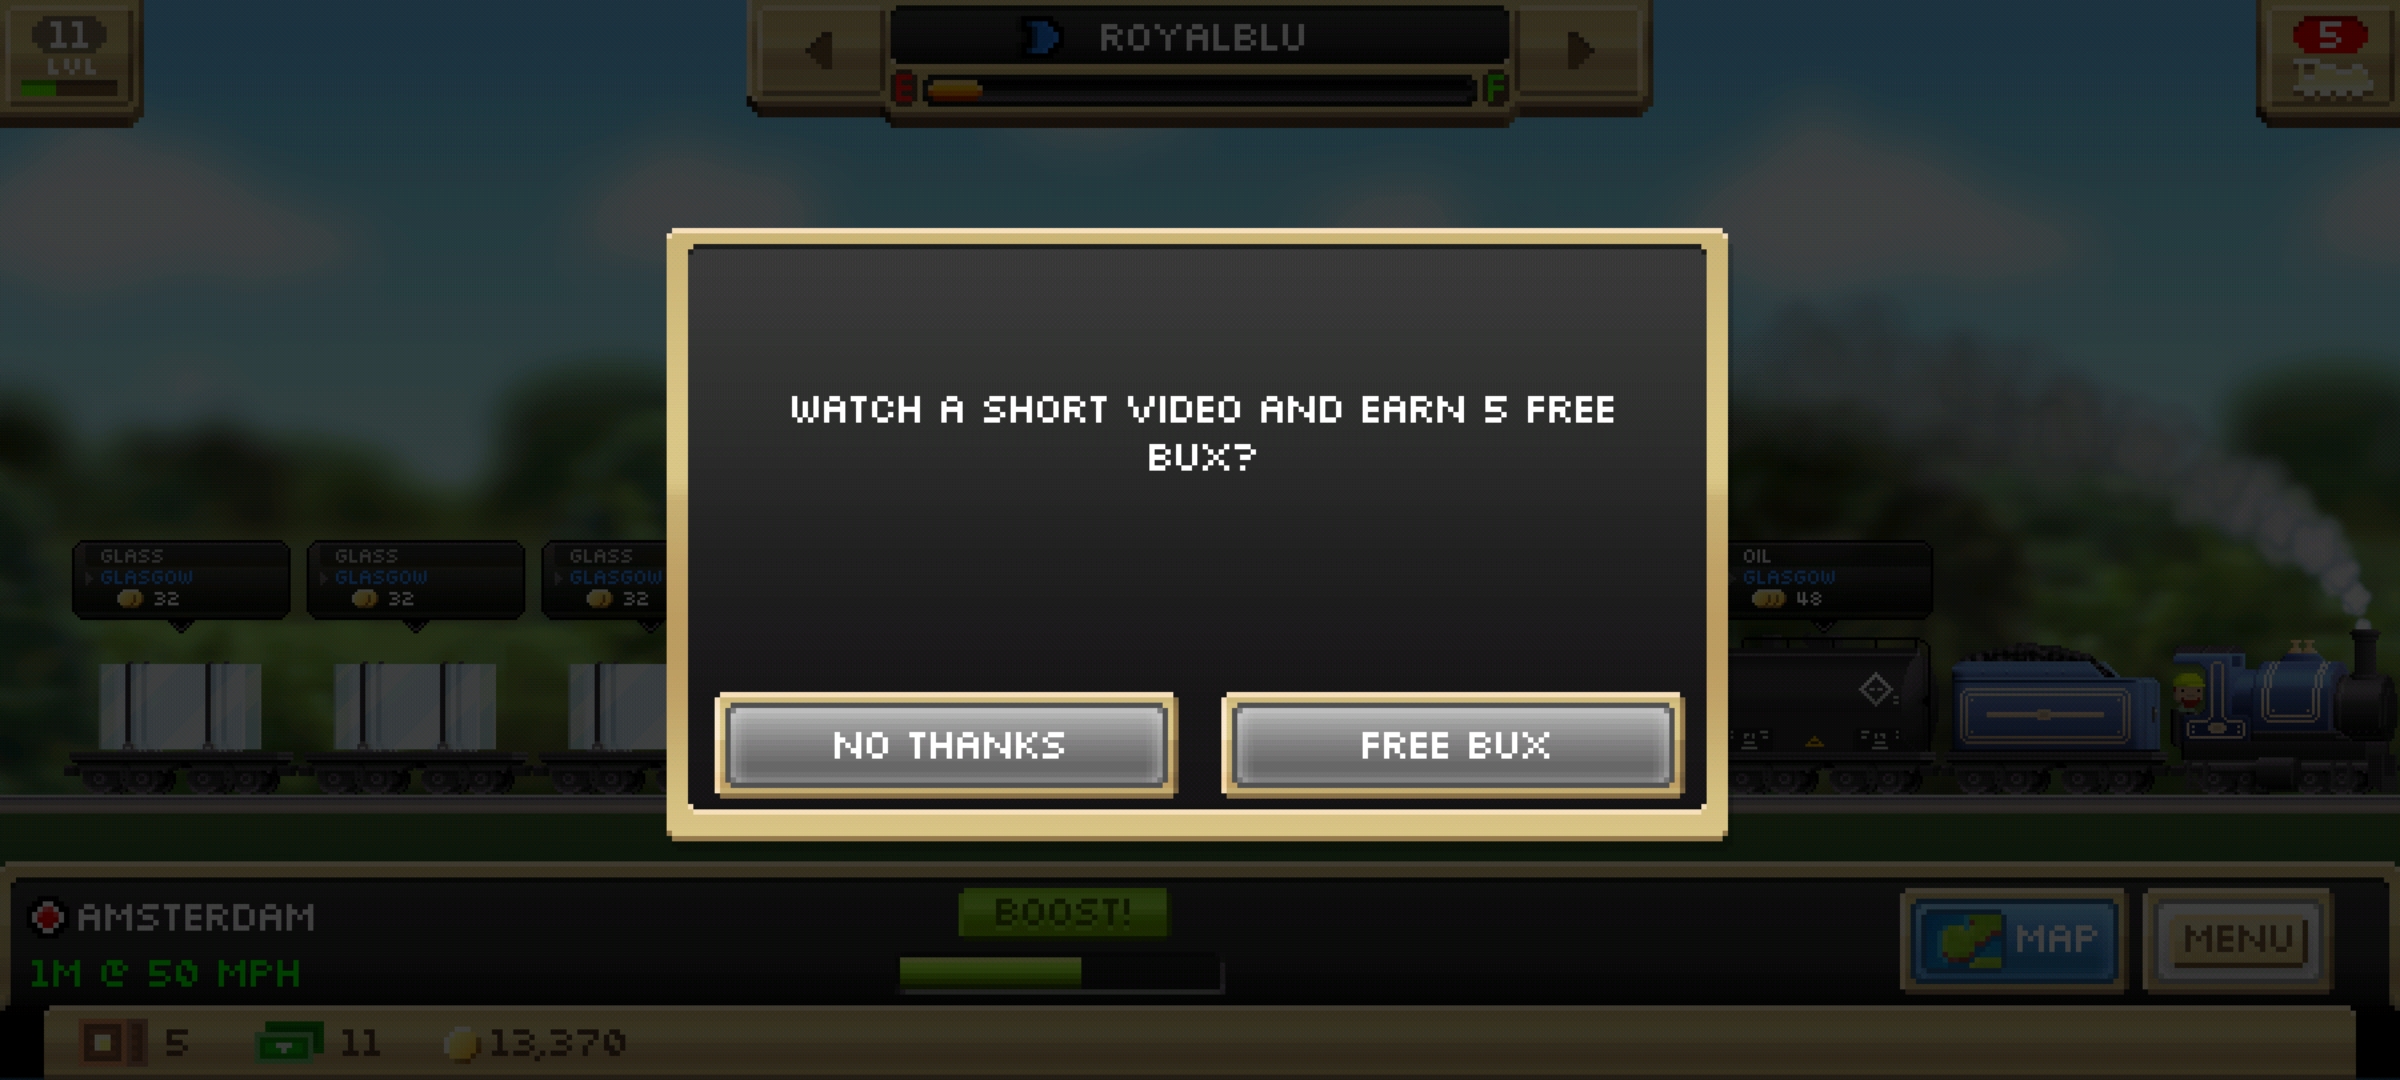 11
LVL
ROYALBLU
E F
5
WATCH A SHORT VIDEO AND EARN 5 FREE
BUX?
GLASS
GLASGOW
32
GLASS
GLASGOW
32
GLASS
GLASGOW
32
OIL
GLASGOW
48
NO THANKS
FREE BUX
AMSTERDAM
1M @ 50 MPH
BOOST!
MAP
MENU
5
11
13,370